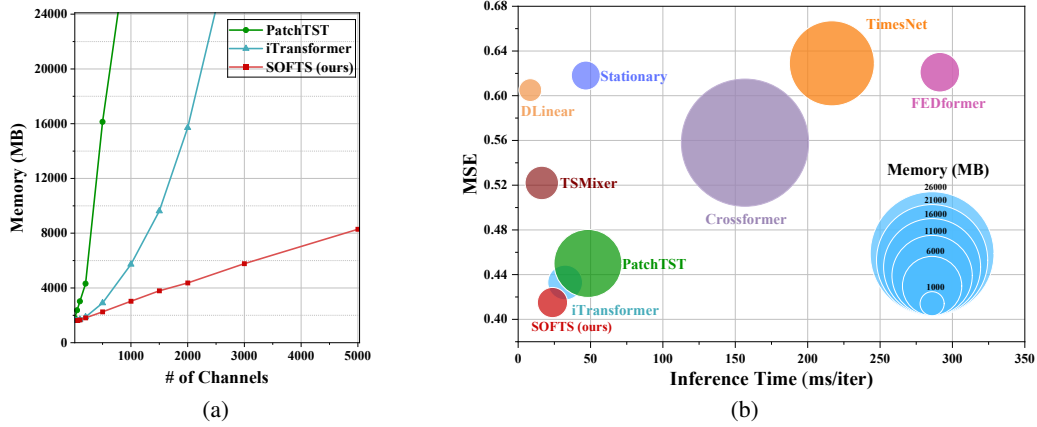 24000
20000
16000
12000
8000
4000
0
Memory (MB)
PatchTST
iTransformer
SOFTS (ours)
1000
2000
3000
4000
5000
# of Channels
(a)
0.68
0.64
0.60
0.56
0.52
0.48
0.44
0.40
MSE
TimesNet
Stationary
FEDformer
DLinear
TSMixer
Crossformer
PatchTST
iTransformer
SOFTS (ours)
Memory (MB)
26000
21000
16000
11000
6000
1000
0
50
100
150
200
250
300
350
Inference Time (ms/iter)
(b)